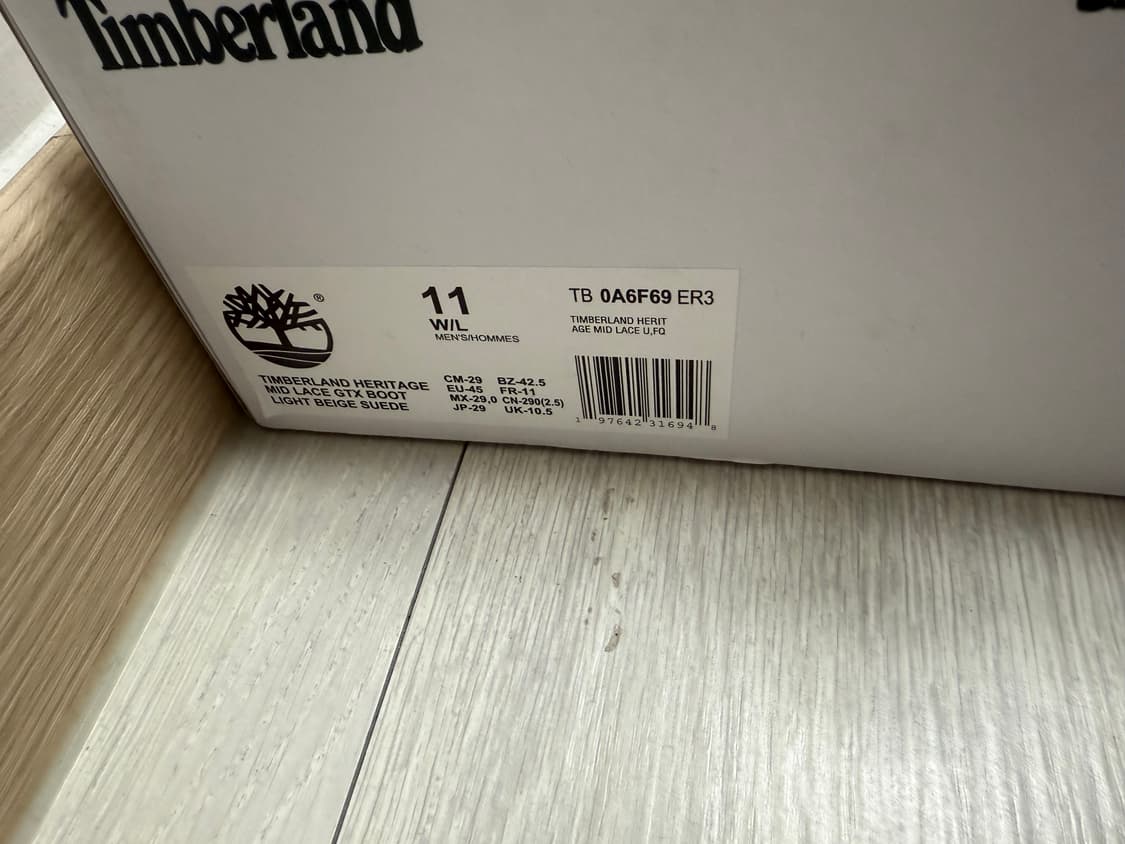 Timberland
®
11
W/L
MEN'S/HOMMES
TB 0A6F69 ER3
TIMBERLAND HERIT
AGE MID LACE U,FQ
TIMBERLAND HERITAGE
MID LACE GTX BOOT
LIGHT BEIGE SUEDE
CM-29 BZ-42.5
EU-45 FR-11
MX-29,0 CN-290(2.5)
JP-29 UK-10.5
1 97642 31694 8